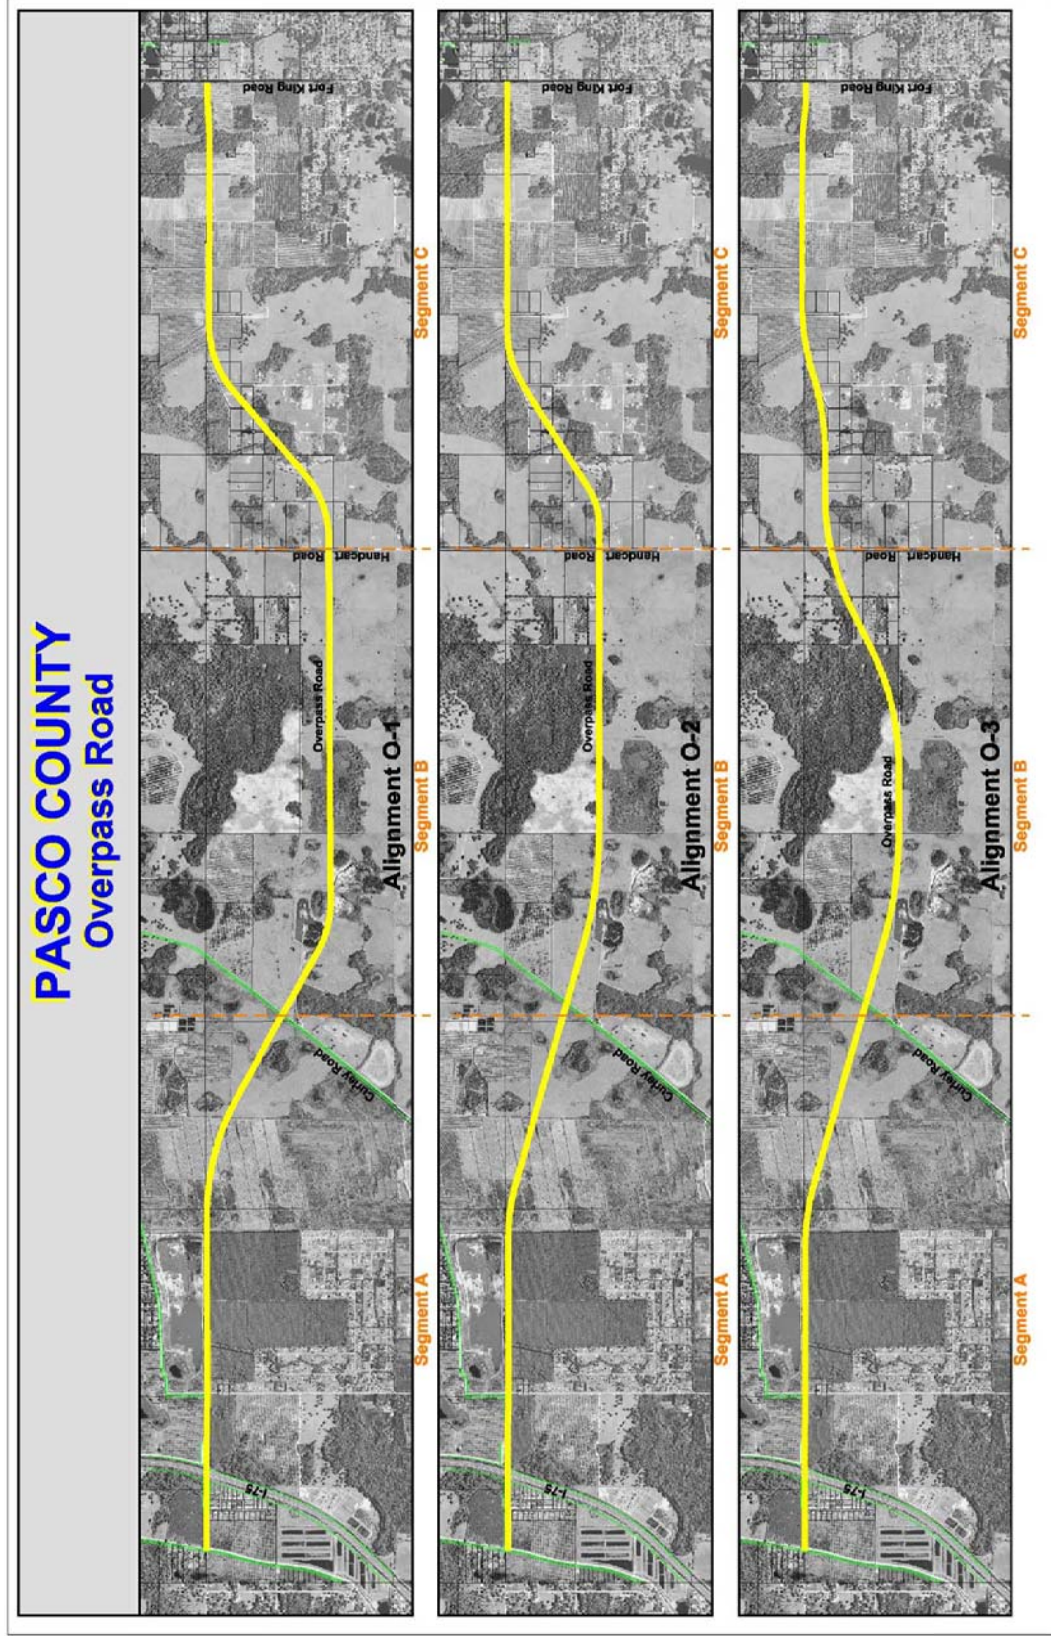 PASCO COUNTY
Overpass Road
I-75
Curley Road
Overpass Road
Handcart
Road
Fort King Road
Alignment O-1
Segment A
Segment B
Segment C
I-75
Curley Road
Overpass Road
Handcart
Road
Fort King Road
Alignment O-2
Segment A
Segment B
Segment C
I-75
Curley Road
Overpass Road
Handcart
Road
Fort King Road
Alignment O-3
Segment A
Segment B
Segment C